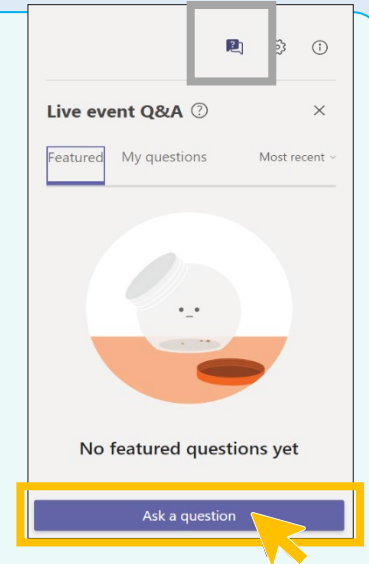 Live event Q&A
Featured My questions Most recent
No featured questions yet
Ask a question